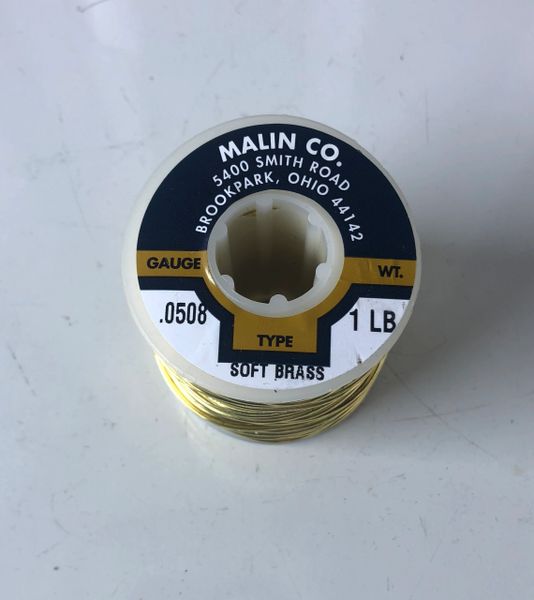 MALIN CO.
5400 SMITH ROAD
BROOKPARK, OHIO 44142
GAUGE
WT.
.0508
1 LB
TYPE
SOFT BRASS